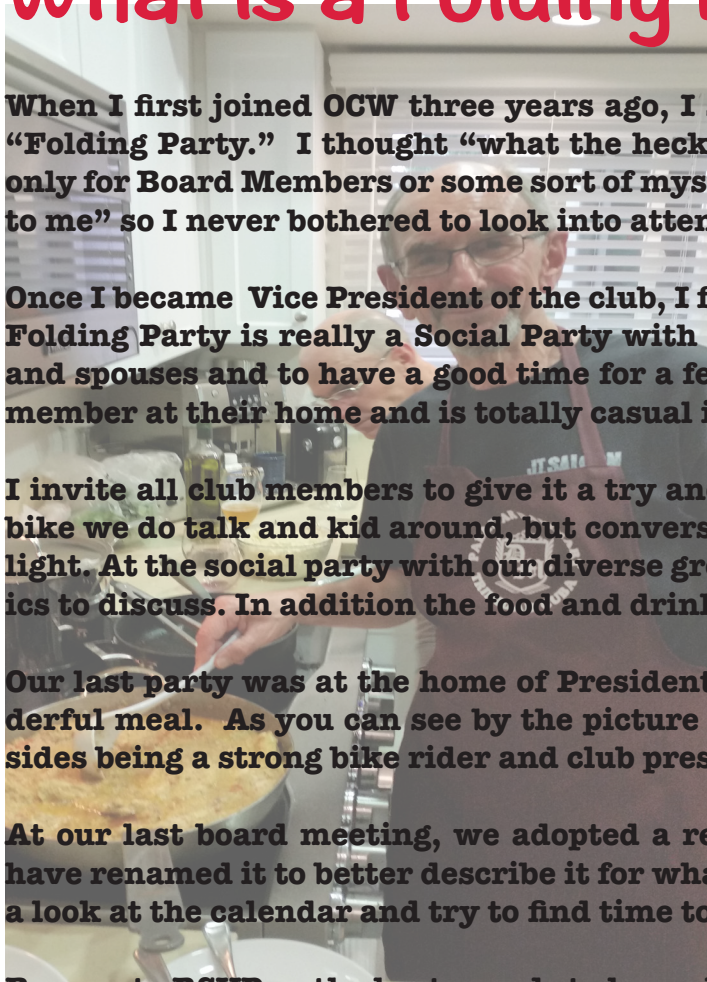 What is a Folding
When I first joined OCW three years ago, I
“Folding Party.” I thought “what the heck
only for Board Members or some sort of mys
to me” so I never bothered to look into atten
Once I became Vice President of the club, I f
Folding Party is really a Social Party with
and spouses and to have a good time for a fe
member at their home and is totally casual i
I invite all club members to give it a try an
bike we do talk and kid around, but convers
light. At the social party with our diverse gr
ics to discuss. In addition the food and drin
Our last party was at the home of President
derful meal. As you can see by the picture
sides being a strong bike rider and club pres
At our last board meeting, we adopted a re
have renamed it to better describe it for wha
a look at the calendar and try to find time to